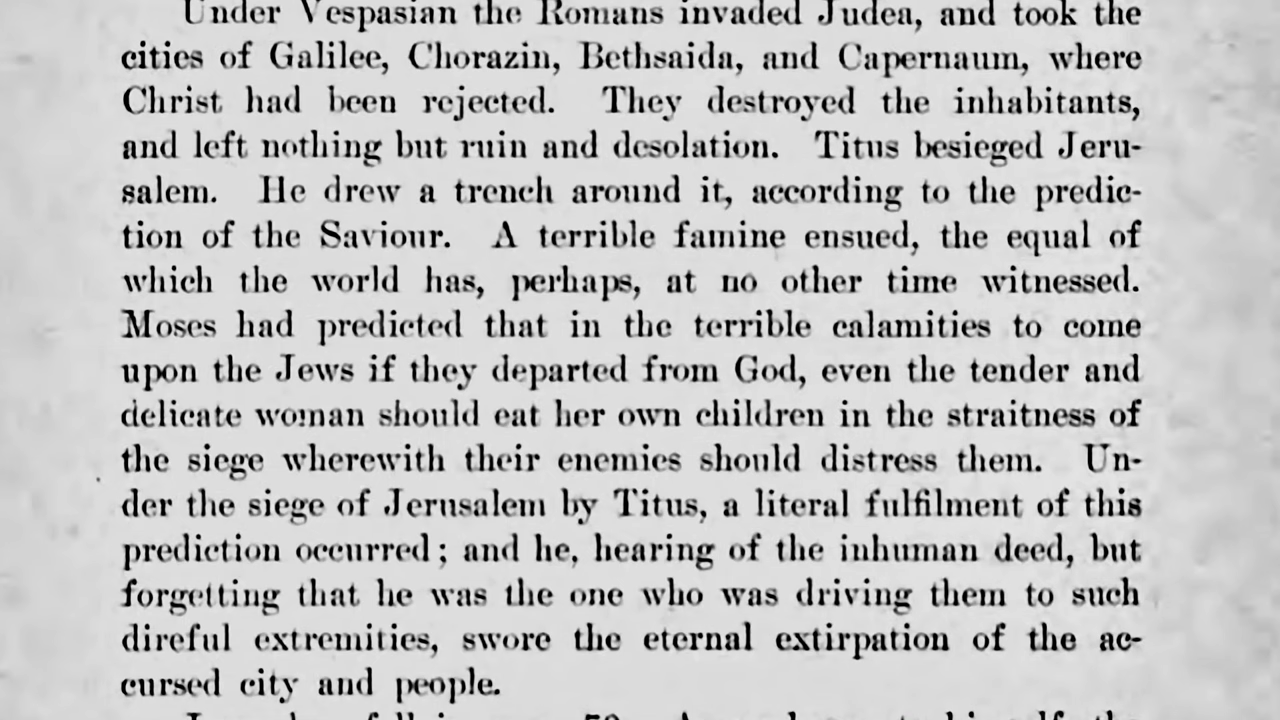 Under Vespasian the Romans invaded Judea, and took the
cities of Galilee, Chorazin, Bethsaida, and Capernaum, where
Christ had been rejected. They destroyed the inhabitants,
and left nothing but ruin and desolation. Titus besieged Jeru-
salem. He drew a trench around it, according to the predic-
tion of the Saviour. A terrible famine ensued, the equal of
which the world has, perhaps, at no other time witnessed.
Moses had predicted that in the terrible calamities to come
upon the Jews if they departed from God, even the tender and
delicate woman should eat her own children in the straitness of
the siege wherewith their enemies should distress them. Un-
der the siege of Jerusalem by Titus, a literal fulfilment of this
prediction occurred; and he, hearing of the inhuman deed, but
forgetting that he was the one who was driving them to such
direful extremities, swore the eternal extirpation of the ac-
cursed city and people.